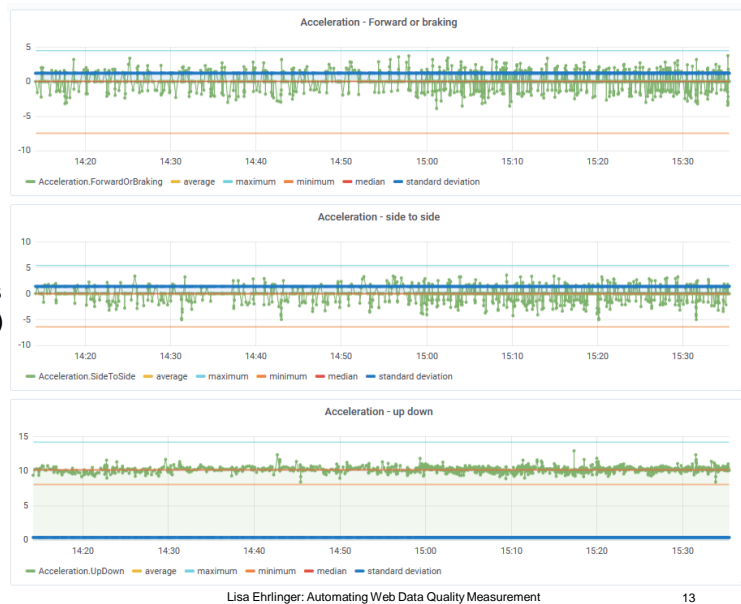 Acceleration - Forward or braking
5
0
-5
-10
14:20 14:30 14:40 14:50 15:00 15:10 15:20 15:30
Acceleration.ForwardOrBraking average maximum minimum median standard deviation
Acceleration - side to side
10
5
0
-5
-10
14:20 14:30 14:40 14:50 15:00 15:10 15:20 15:30
Acceleration.SideToSide average maximum minimum median standard deviation
)
Acceleration - up down
15
10
5
0
14:20 14:30 14:40 14:50 15:00 15:10 15:20 15:30
Acceleration.UpDown average maximum minimum median standard deviation
Lisa Ehrlinger: Automating Web Data Quality Measurement 13